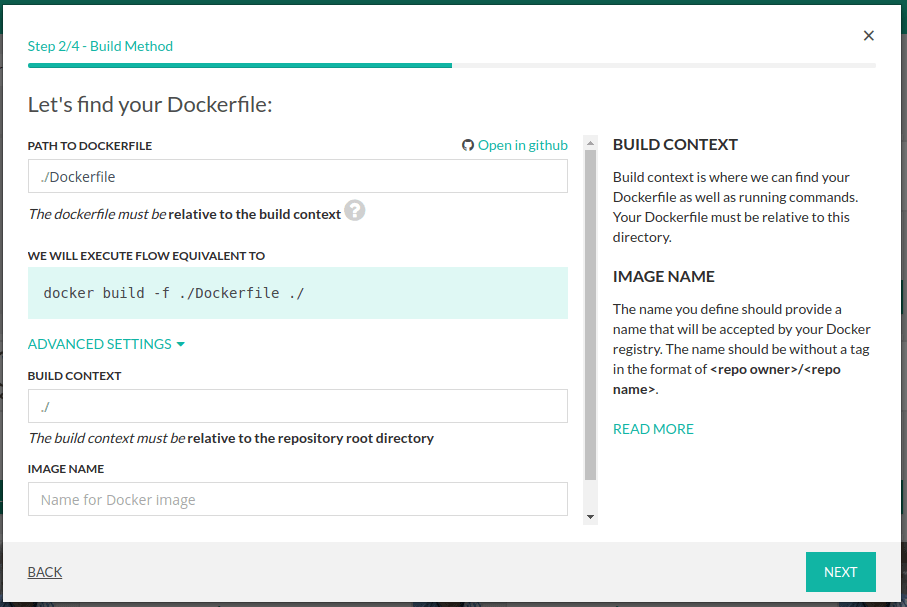 Step 2/4 - Build Method
×
Let's find your Dockerfile:
PATH TO DOCKERFILE
Open in github
./Dockerfile
The dockerfile must be relative to the build context ?
WE WILL EXECUTE FLOW EQUIVALENT TO
docker build -f ./Dockerfile ./
ADVANCED SETTINGS
BUILD CONTEXT
./
The build context must be relative to the repository root directory
IMAGE NAME
Name for Docker image
BUILD CONTEXT
Build context is where we can find your
Dockerfile as well as running commands.
Your Dockerfile must be relative to this
directory.
IMAGE NAME
The name you define should provide a
name that will be accepted by your Docker
registry. The name should be without a tag
in the format of <repo owner>/<repo
name>.
READ MORE
BACK
NEXT